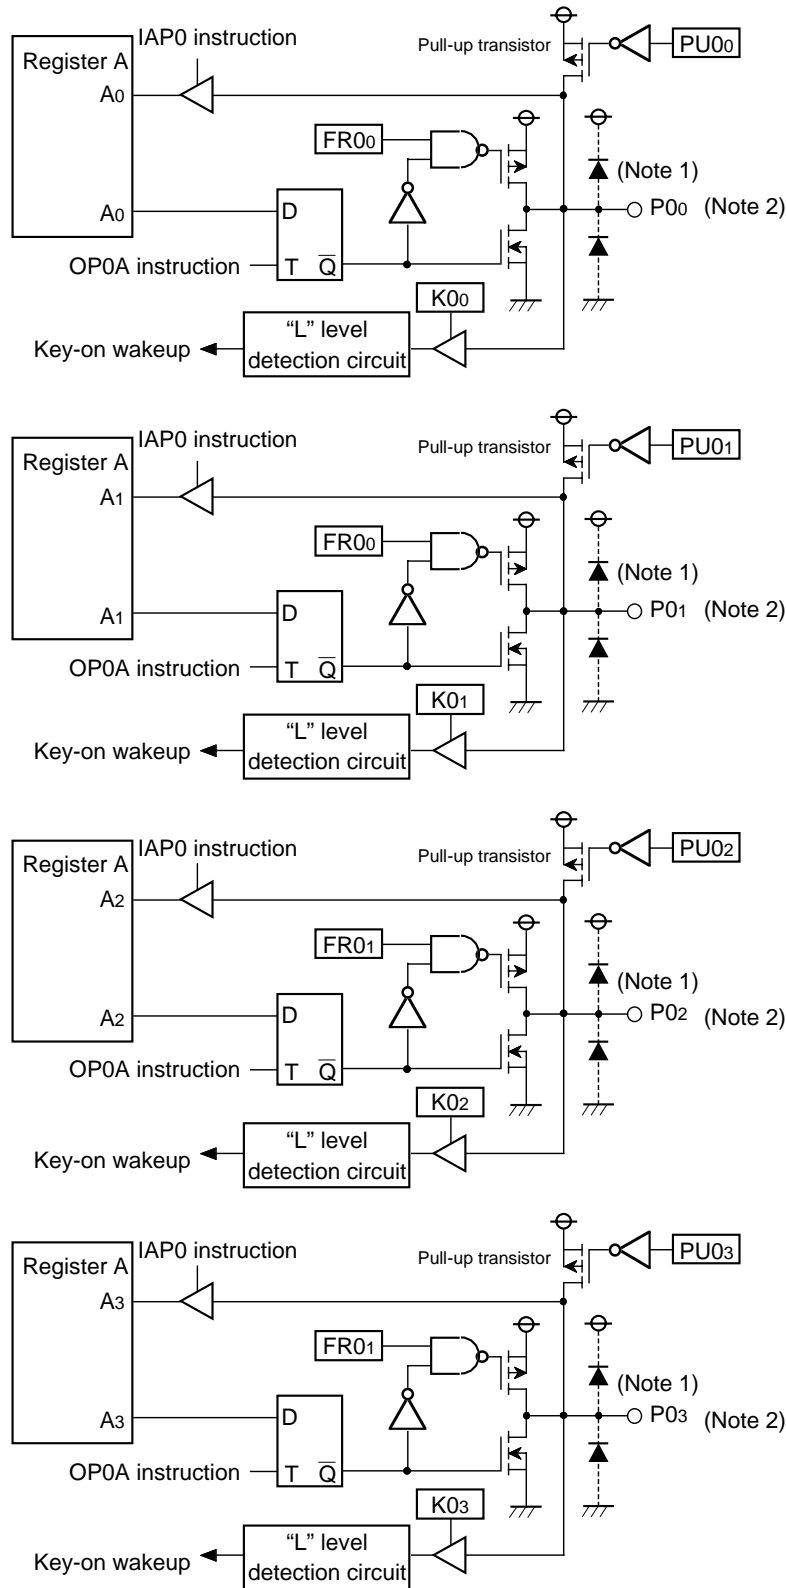 IAP0 instruction
Register A
Pull-up transistor
PU00
A0
FR00
(Note 1)
A0
D
P00 (Note 2)
OP0A instruction
T Q
K00
Key-on wakeup
“L” level
detection circuit
IAP0 instruction
Register A
Pull-up transistor
PU01
A1
FR00
(Note 1)
A1
D
P01 (Note 2)
OP0A instruction
T Q
K01
Key-on wakeup
“L” level
detection circuit
IAP0 instruction
Register A
Pull-up transistor
PU02
A2
FR01
(Note 1)
A2
D
P02 (Note 2)
OP0A instruction
T Q
K02
Key-on wakeup
“L” level
detection circuit
IAP0 instruction
Register A
Pull-up transistor
PU03
A3
FR01
(Note 1)
A3
D
P03 (Note 2)
OP0A instruction
T Q
K03
Key-on wakeup
“L” level
detection circuit